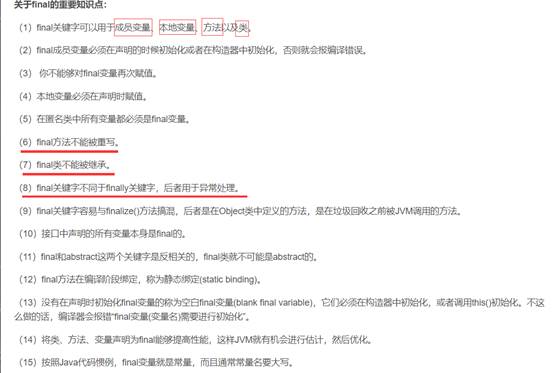 关于final的重要知识点：
（1）final关键字可以用于成员变量、本地变量、方法以及类。
（2）final成员变量必须在声明的时候初始化或者在构造器中初始化，否则就会报编译错误。
（3） 你不能够对final变量再次赋值。
（4）本地变量必须在声明时赋值。
（5）在匿名类中所有变量都必须是final变量。
（6）final方法不能被重写。
（7）final类不能被继承。
（8）final关键字不同于finally关键字，后者用于异常处理。
（9）final关键字容易与finalize()方法搞混，后者是在Object类中定义的方法，是在垃圾回收之前被JVM调用的方法。
（10）接口中声明的所有变量本身是final的。
（11）final和abstract这两个关键字是反相关的，final类就不可能是abstract的。
（12）final方法在编译阶段绑定，称为静态绑定(static binding)。
（13）没有在声明时初始化final变量的称为空白final变量(blank final variable)，它们必须在构造器中初始化，或者调用this()初始化。不这
么做的话，编译器会报错“final变量(变量名)需要进行初始化”。
（14）将类、方法、变量声明为final能够提高性能，这样JVM就有机会进行估计，然后优化。
（15）按照Java代码惯例，final变量就是常量，而且通常常量名要大写。